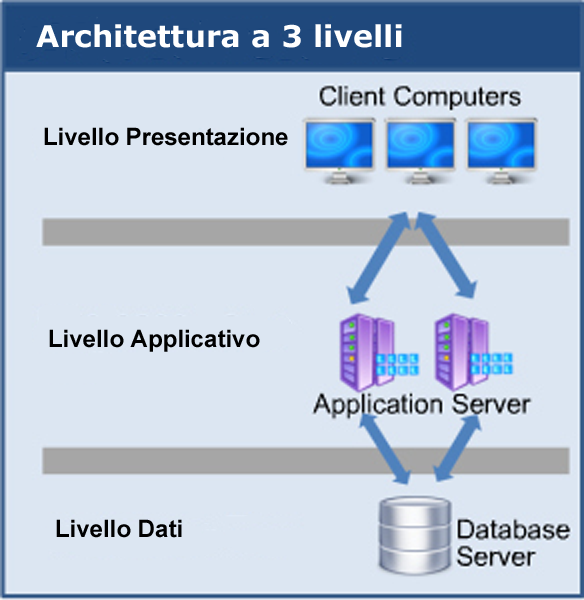 Architettura a 3 livelli
Client Computers
Livello Presentazione
Livello Applicativo
Application Server
Livello Dati
Database
Server